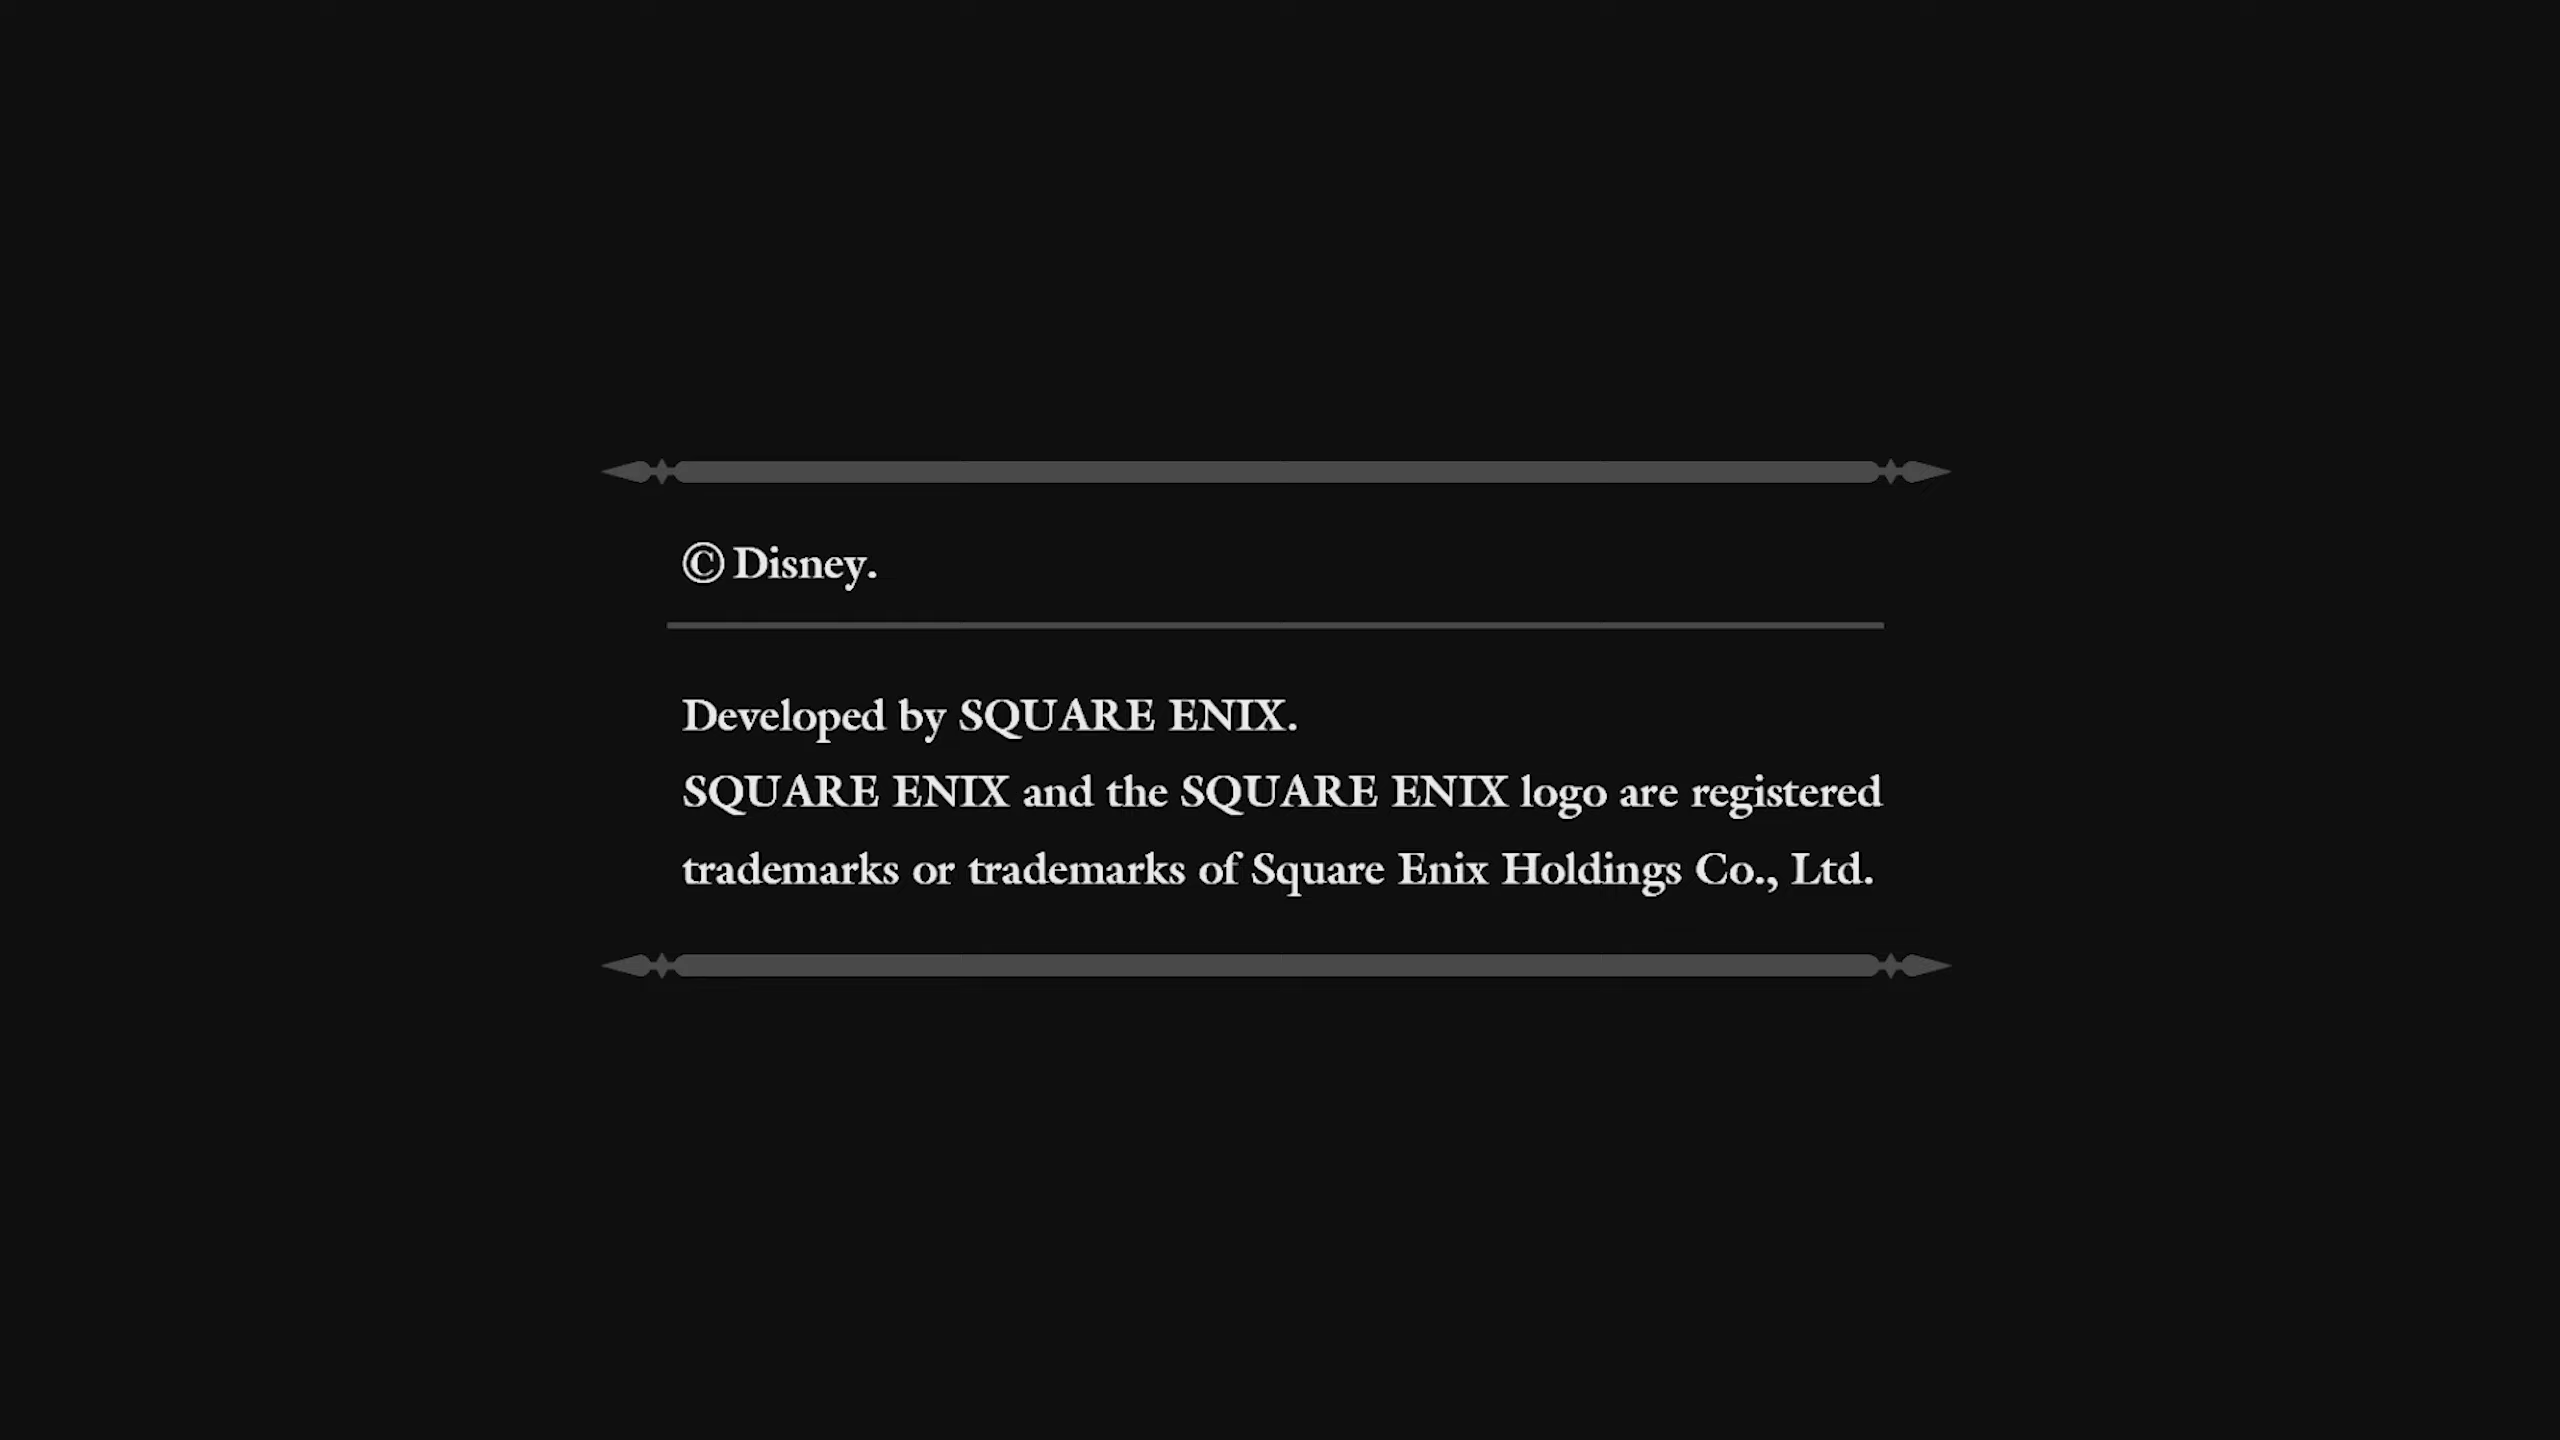 © Disney.
Developed by SQUARE ENIX.
SQUARE ENIX and the SQUARE ENIX logo are registered
trademarks or trademarks of Square Enix Holdings Co., Ltd.